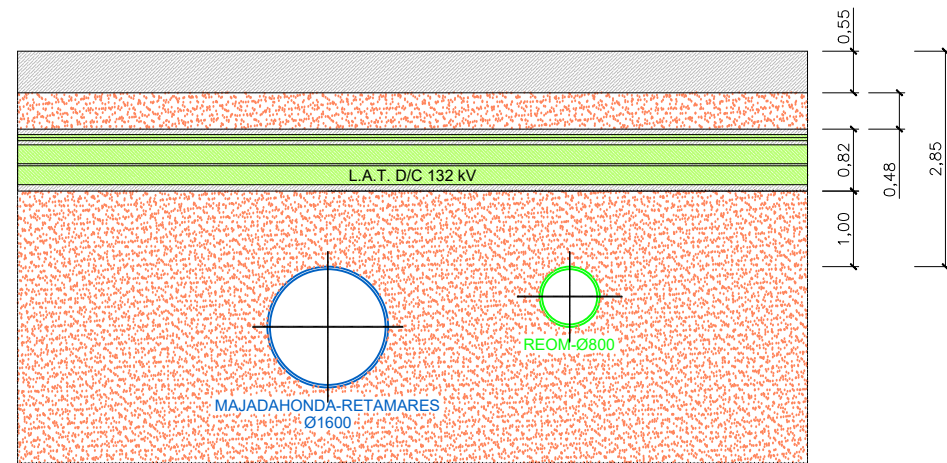 0,55
0,82
0,48
2,85
L.A.T. D/C 132 kV
1,00
REOM-Ø800
MAJADAHONDA-RETAMARES
Ø1600